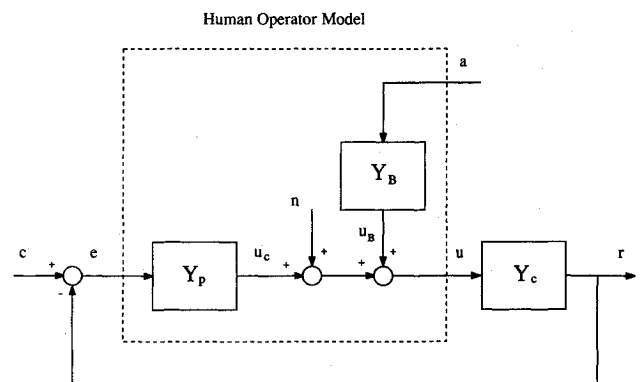 Human Operator Model
a
Y_B
n
u_B
c + e Y_p u_c + + + + u Y_c r
-